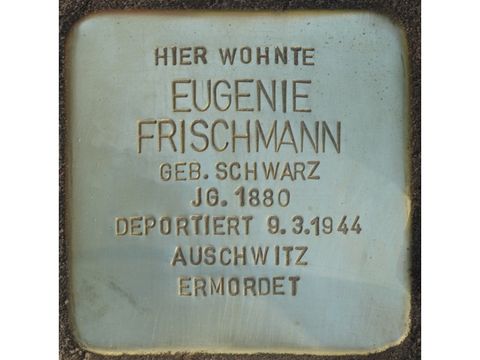 HIER WOHNTE
EUGENIE
FRISCHMANN
GEB. SCHWARZ
JG. 1880
DEPORTIERT 9.3.1944
AUSCHWITZ
ERMORDET